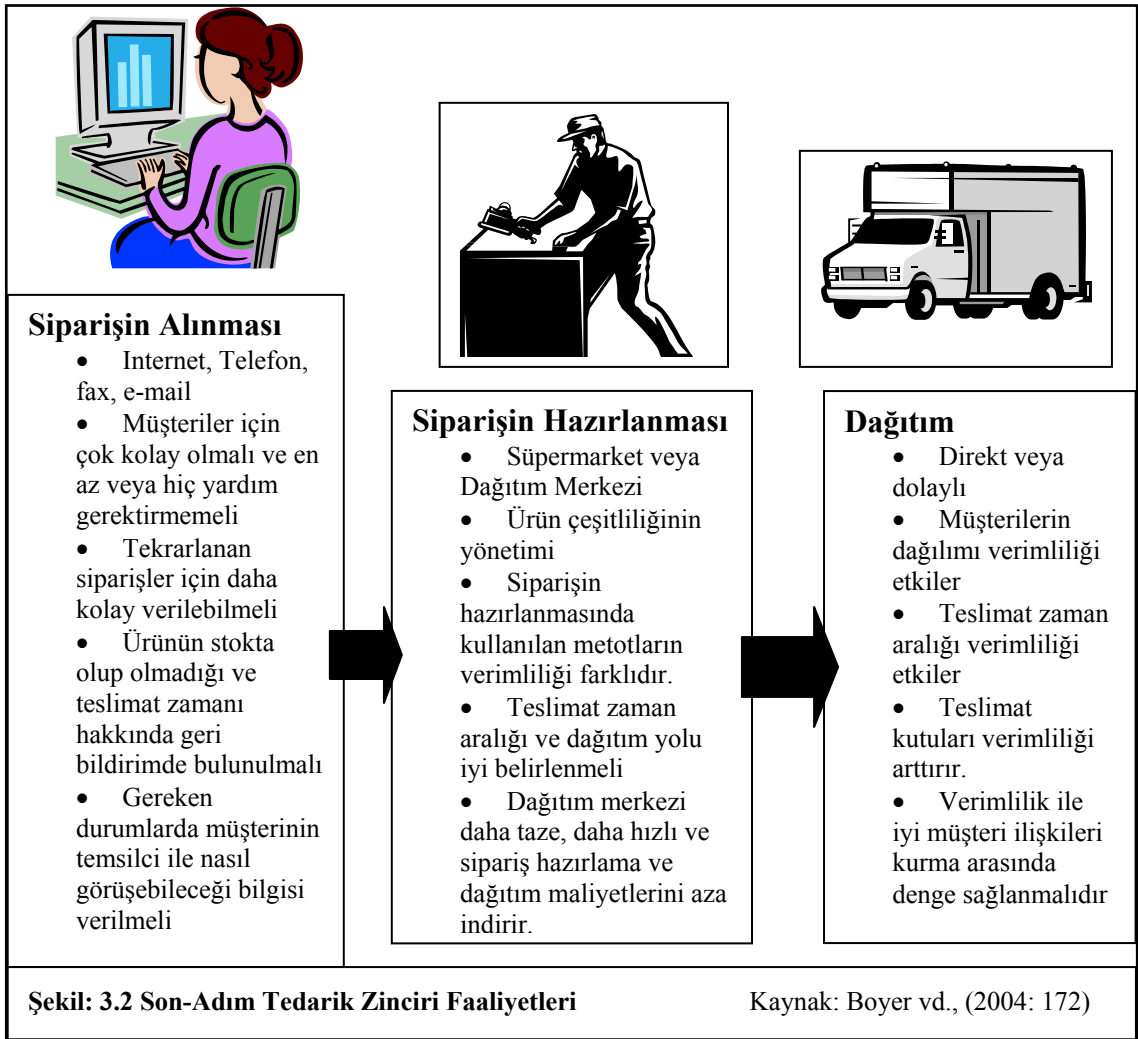 Siparişin Alınması
• Internet, Telefon,
fax, e-mail
• Müşteriler için
çok kolay olmalı ve en
az veya hiç yardım
gerektirmemeli
• Tekrarlanan
siparişler için daha
kolay verilebilmeli
• Ürünün stokta
olup olmadığı ve
teslimat zamanı
hakkında geri
bildirimde bulunulmalı
• Gereken
durumlarda müşterinin
temsilci ile nasıl
görüşebileceği bilgisi
verilmeli
Siparişin Hazırlanması
• Süpermarket veya
Dağıtım Merkezi
• Ürün çeşitliliğinin
yönetimi
• Siparişin
hazırlanmasında
kullanılan metotların
verimliliği farklıdır.
• Teslimat zaman
aralığı ve dağıtım yolu
iyi belirlenmeli
• Dağıtım merkezi
daha taze, daha hızlı ve
sipariş hazırlama ve
dağıtım maliyetlerini aza
indirir.
Dağıtım
• Direkt veya
dolaylı
• Müşterilerin
dağılımı verimliliği
etkiler
• Teslimat zaman
aralığı verimliliği
etkiler
• Teslimat
kutuları verimliliği
arttırır.
• Verimlilik ile
iyi müşteri ilişkileri
kurma arasında
denge sağlanmalıdır
Şekil: 3.2 Son-Adım Tedarik Zinciri Faaliyetleri Kaynak: Boyer vd., (2004: 172)